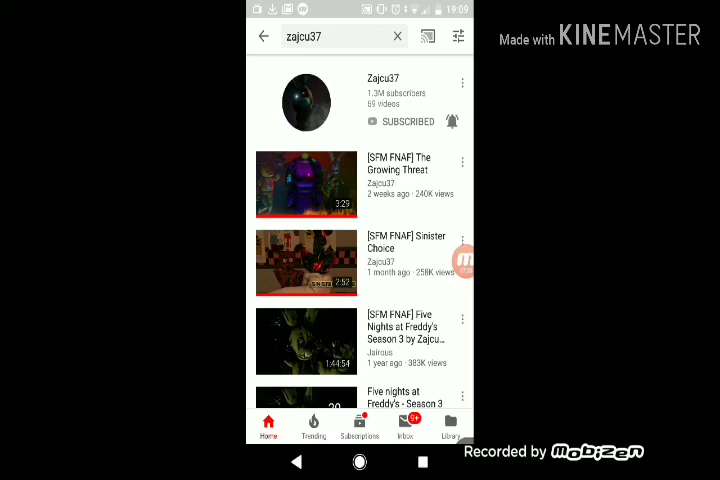 19:09
Made with KINEMASTER
zajcu37
Zajcu37
1.3M subscribers
69 videos
SUBSCRIBED
[SFM FNAF] The
Growing Threat
Zajcu37
2 weeks ago · 240K views
3:29
[SFM FNAF] Sinister
Choice
Zajcu37
1 month ago · 258K views
2:52
[SFM FNAF] Five
Nights at Freddy's
Season 3 by Zajcu...
Jairous
1 year ago · 383K views
1:44:54
Five nights at
Freddy's - Season 3
Home
Trending
Subscriptions
9+
Inbox
Library
Recorded by Mobizen